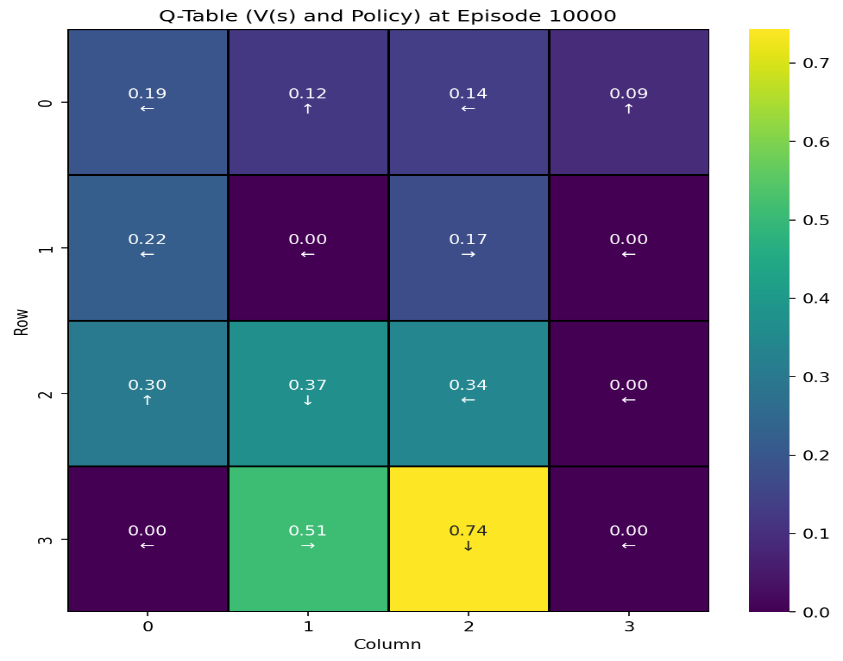 Q-Table (V(s) and Policy) at Episode 10000
0.19 0.12 0.14 0.09
← ↑ ← ↑
0
0.22 0.00 0.17 0.00
← ← → ←
1
0.30 0.37 0.34 0.00
↑ ↓ ← ←
2
0.00 0.51 0.74 0.00
← → ↓ ←
3
Row
0 1 2 3
Column
0.7
0.6
0.5
0.4
0.3
0.2
0.1
0.0